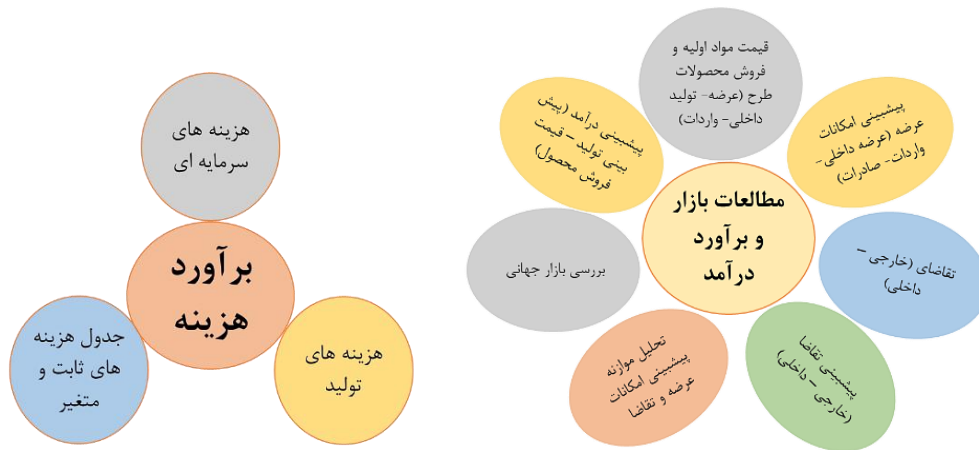 هزینه های
سرمایه ای
برآورد
هزینه
جدول هزینه
های ثابت و
متغیر
هزینه های
تولید
قیمت مواد اولیه و
فروش محصولات
طرح (عرضه- تولید
داخلی- واردات)
پیشبینی امکانات
عرضه (عرضه داخلی-
واردات- صادرات)
تقاضای (خارجی –
داخلی)
پیشبینی تقاضا
(خارجی – داخلی)
تحلیل موازنه
پیشبینی امکانات
عرضه و تقاضا
بررسی بازار جهانی
پیشبینی درآمد (پیش
بینی تولید – قیمت
فروش محصول)
مطالعات بازار
و برآورد
درآمد